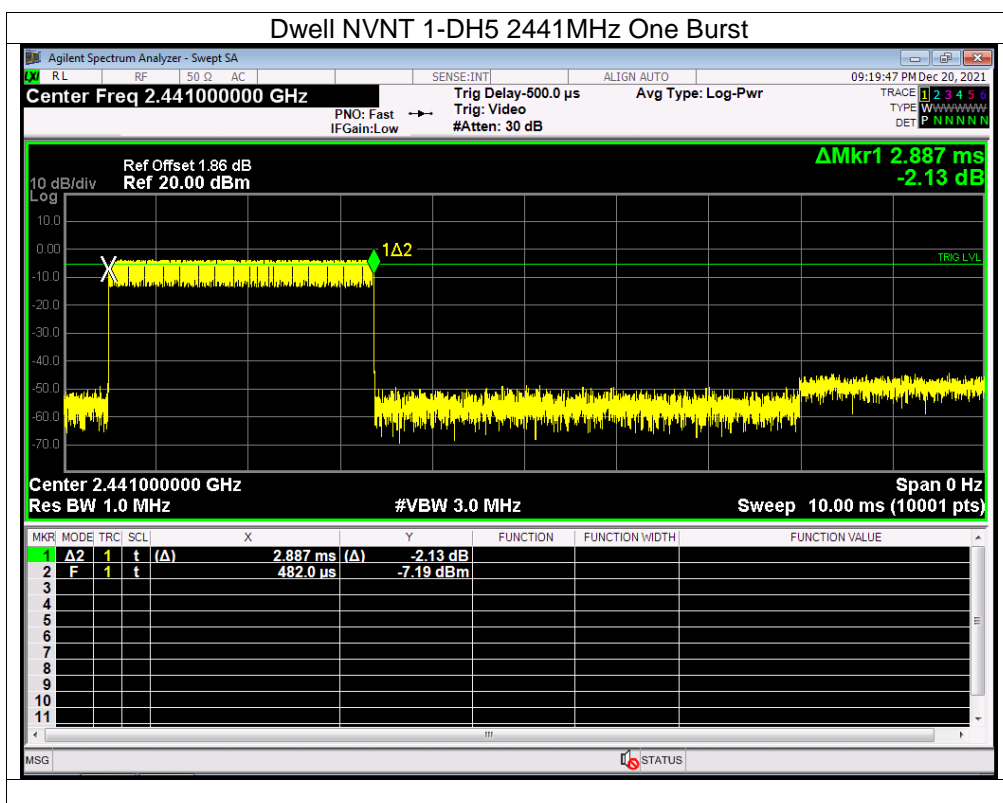 Dwell NVNT 1-DH5 2441MHz One Burst
Agilent Spectrum Analyzer - Swept SA
LXI RL RF 50 Ω AC SENSE:INT ALIGN AUTO 09:19:47 PM Dec 20, 2021
Center Freq 2.441000000 GHz Trig Delay-500.0 µs Avg Type: Log-Pwr TRACE 1 2 3 4 5 6
PNO: Fast Trig: Video TYPE WWWWWW
IFGain:Low #Atten: 30 dB DET P N N N N N
ΔMkr1 2.887 ms
-2.13 dB
Ref Offset 1.86 dB
10 dB/div Ref 20.00 dBm
Log
10.0
0.00
1Δ2
TRIG LVL
-10.0
-20.0
-30.0
-40.0
-50.0
-60.0
-70.0
Center 2.441000000 GHz Span 0 Hz
Res BW 1.0 MHz #VBW 3.0 MHz Sweep 10.00 ms (10001 pts)
MKR MODE TRC SCL X Y FUNCTION FUNCTION WIDTH FUNCTION VALUE
1 Δ2 1 t (Δ) 2.887 ms (Δ) -2.13 dB
2 F 1 t 482.0 µs -7.19 dBm
3
4
5
6
7
8
9
10
11
MSG STATUS